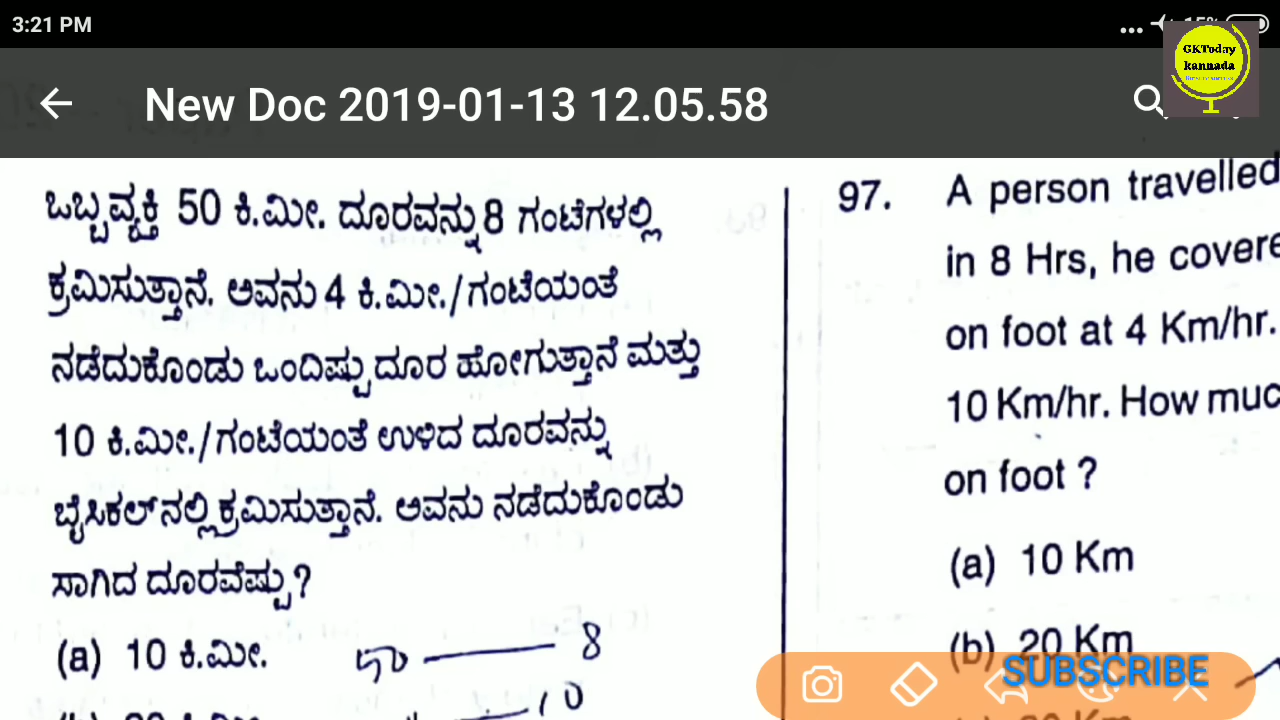 3:21 PM
New Doc 2019-01-13 12.05.58
GKToday
kannada
ಒಬ್ಬ ವ್ಯಕ್ತಿ 50 ಕಿ.ಮೀ. ದೂರವನ್ನು 8 ಗಂಟೆಗಳಲ್ಲಿ
ಕ್ರಮಿಸುತ್ತಾನೆ. ಅವನು 4 ಕಿ.ಮೀ./ಗಂಟೆಯಂತೆ
ನಡೆದುಕೊಂಡು ಒಂದಿಷ್ಟು ದೂರ ಹೋಗುತ್ತಾನೆ ಮತ್ತು
10 ಕಿ.ಮೀ./ಗಂಟೆಯಂತೆ ಉಳಿದ ದೂರವನ್ನು
ಬೈಸಿಕಲ್‌ನಲ್ಲಿ ಕ್ರಮಿಸುತ್ತಾನೆ. ಅವನು ನಡೆದುಕೊಂಡು
ಸಾಗಿದ ದೂರವೆಷ್ಟು?
(a) 10 ಕಿ.ಮೀ.
50 — 8
10
97. A person travelled
in 8 Hrs, he covere
on foot at 4 Km/hr.
10 Km/hr. How muc
on foot ?
(a) 10 Km
(b) 20 Km
SUBSCRIBE